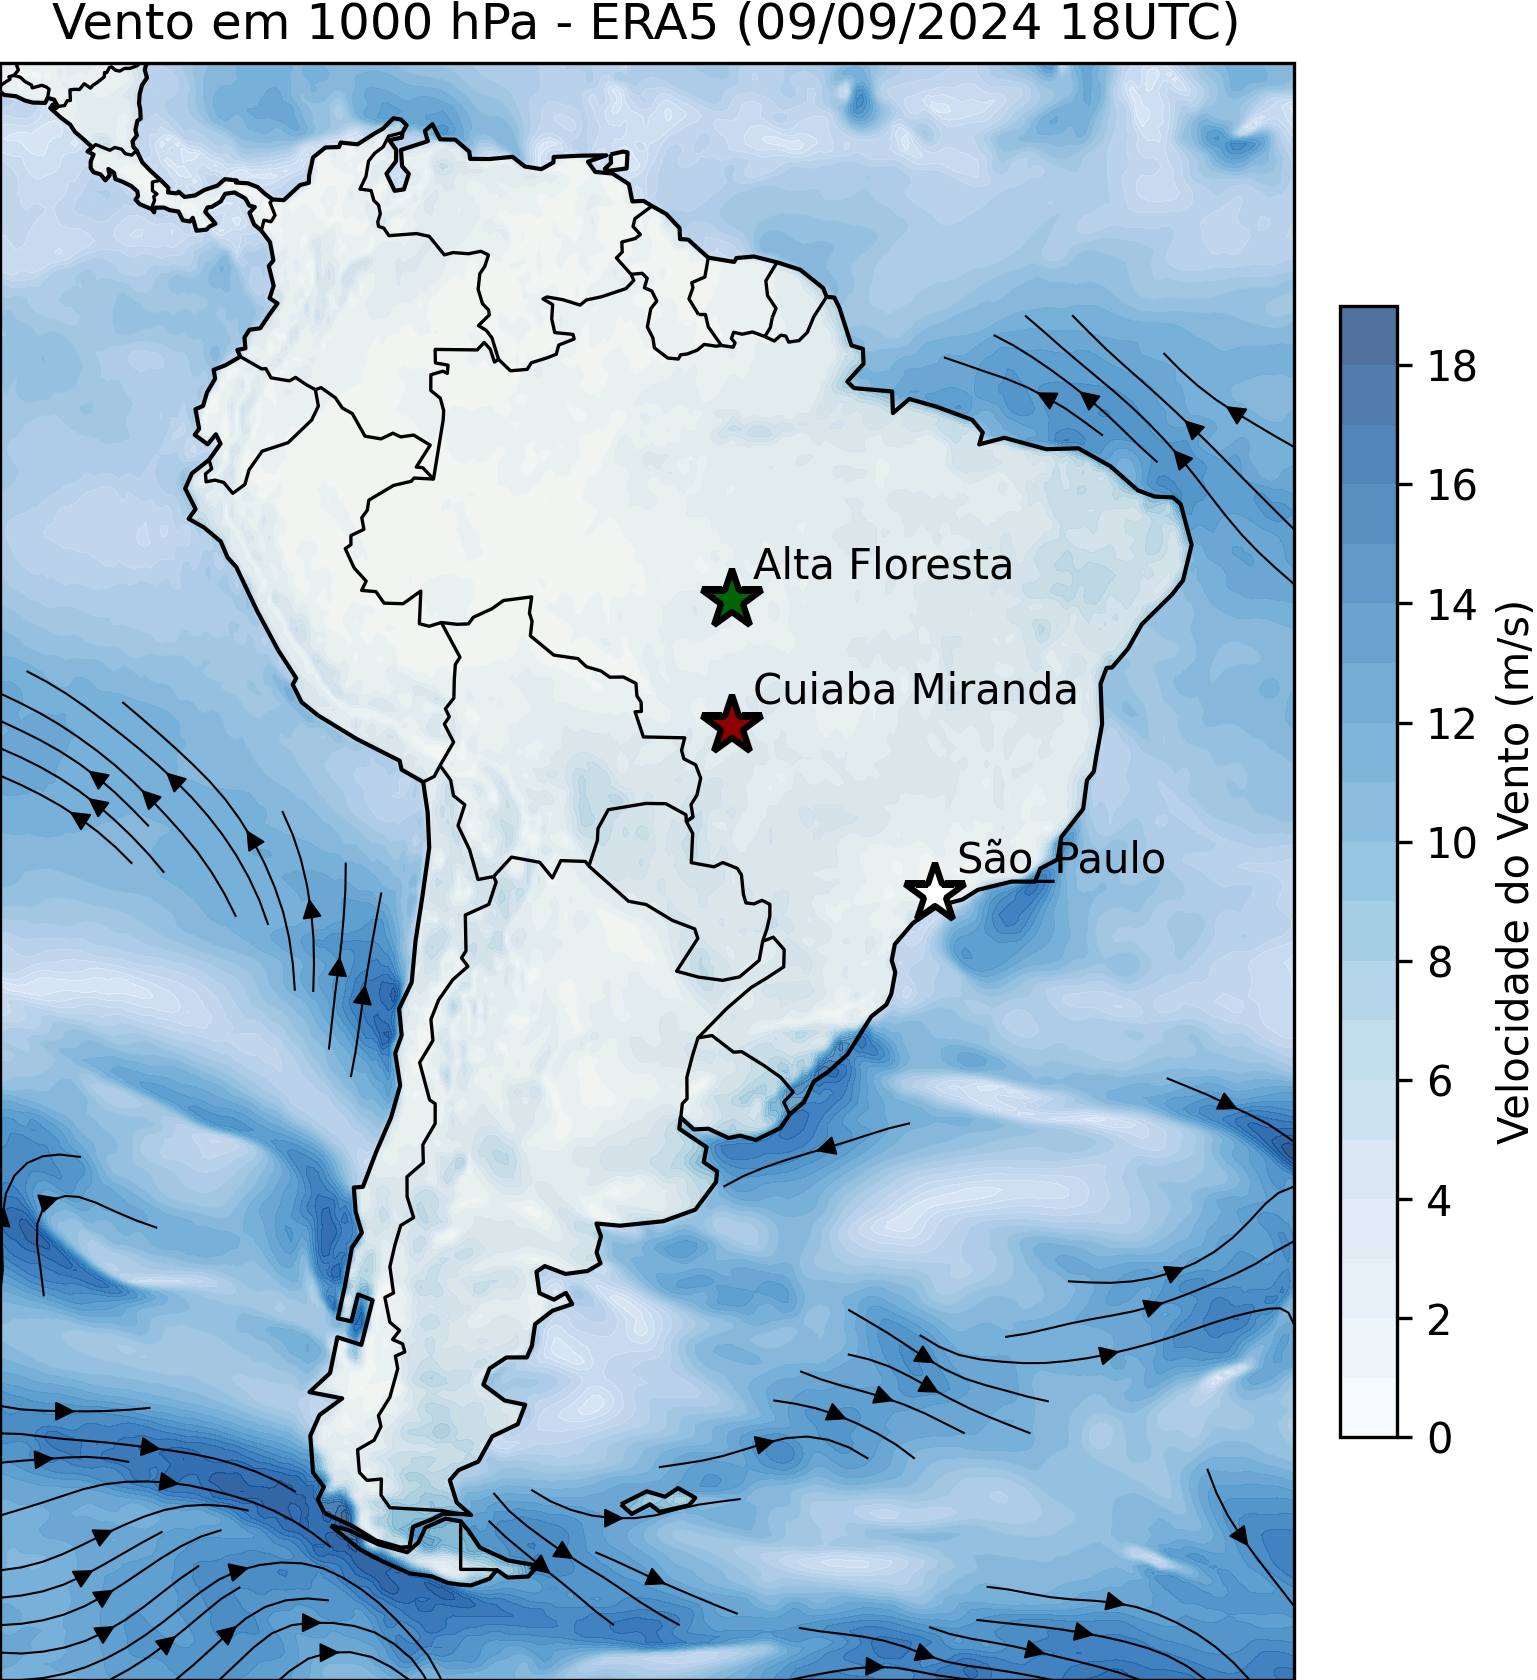 Vento em 1000 hPa - ERA5 (09/09/2024 18UTC)
Alta Floresta
Cuiaba Miranda
São Paulo
18
16
14
12
10
8
6
4
2
0
Velocidade do Vento (m/s)